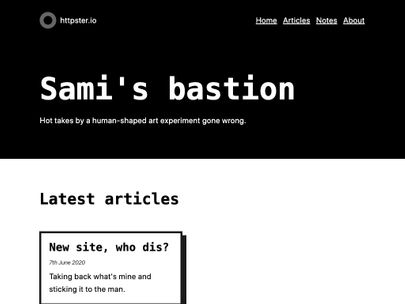 httpster.io
Home Articles Notes About
Sami's bastion
Hot takes by a human-shaped art experiment gone wrong.
Latest articles
New site, who dis?
7th June 2020
Taking back what's mine and
sticking it to the man.